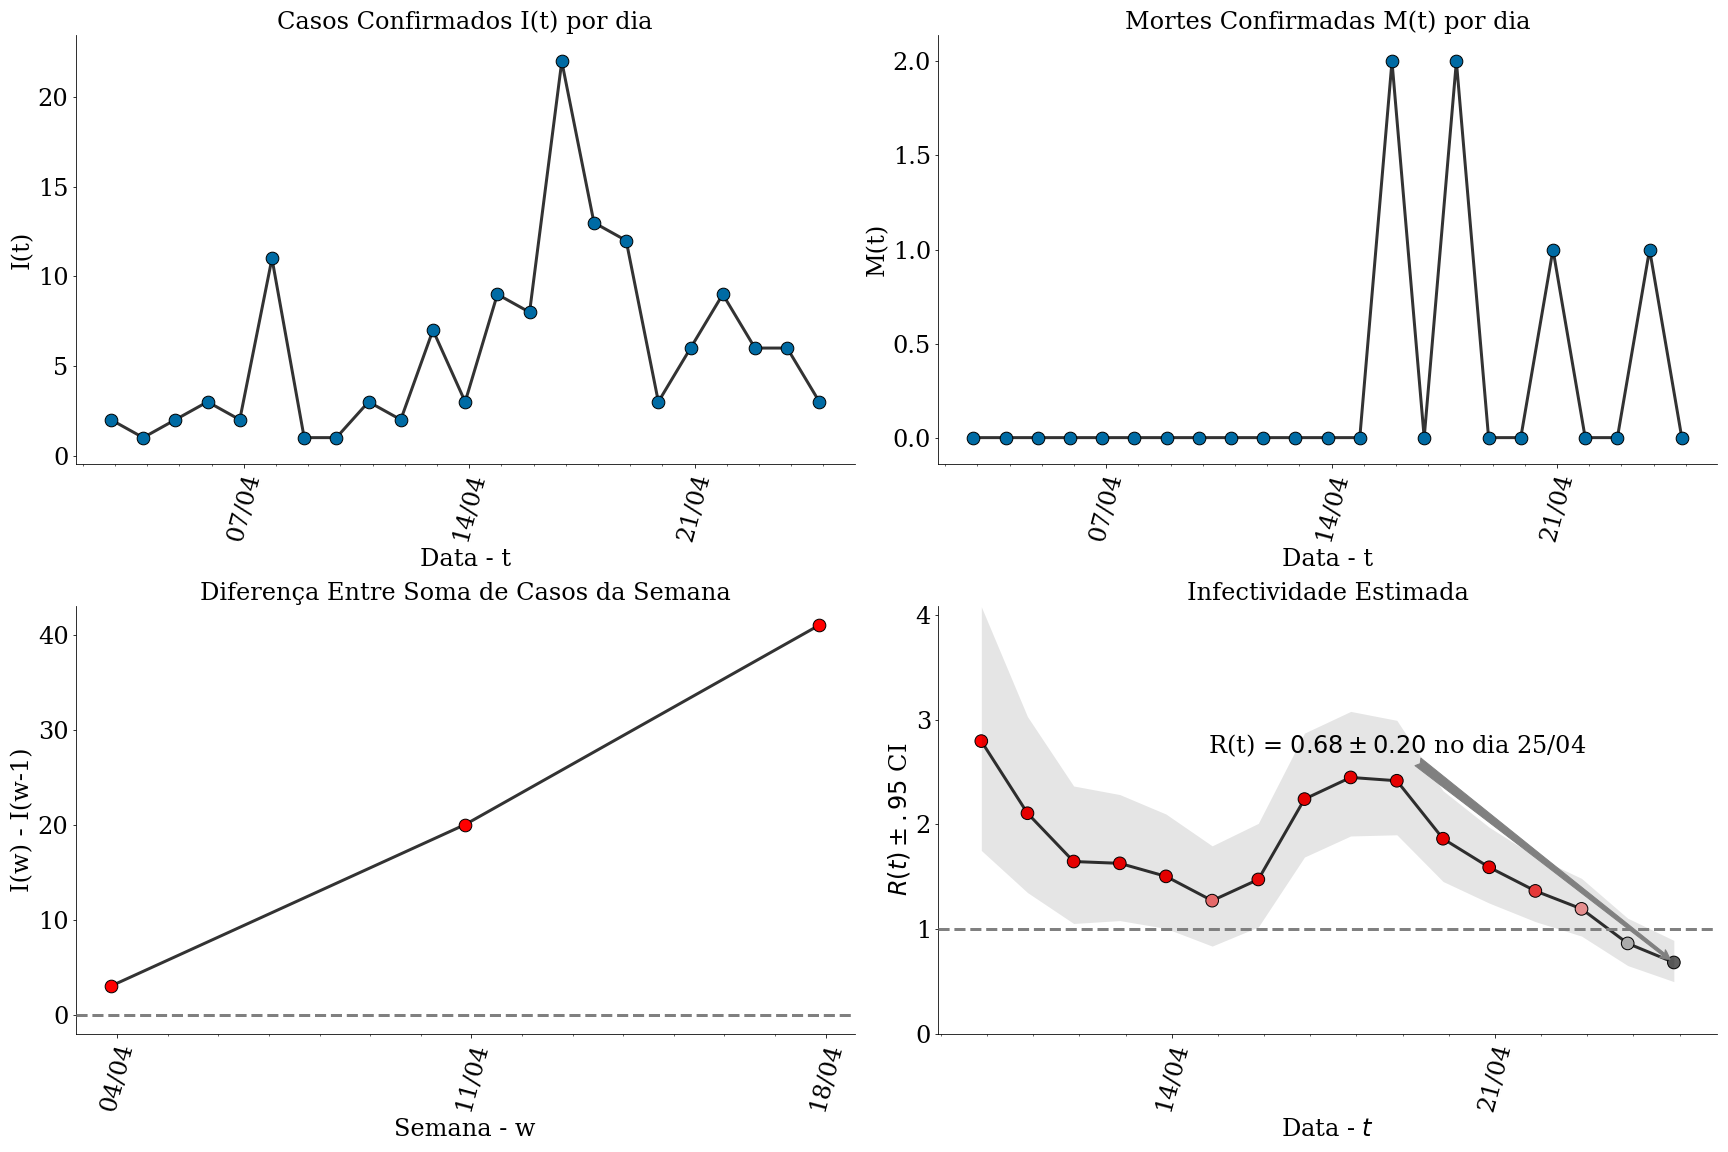 Casos Confirmados I(t) por dia
I(t)
20
15
10
5
0
07/04
14/04
21/04
Data - t
Mortes Confirmadas M(t) por dia
M(t)
2.0
1.5
1.0
0.5
0.0
07/04
14/04
21/04
Data - t
Diferença Entre Soma de Casos da Semana
I(w) - I(w-1)
40
30
20
10
0
04/04
11/04
18/04
Semana - w
Infectividade Estimada
R(t) ± .95 CI
4
3
2
1
0
R(t) = 0.68 ± 0.20 no dia 25/04
14/04
21/04
Data - t